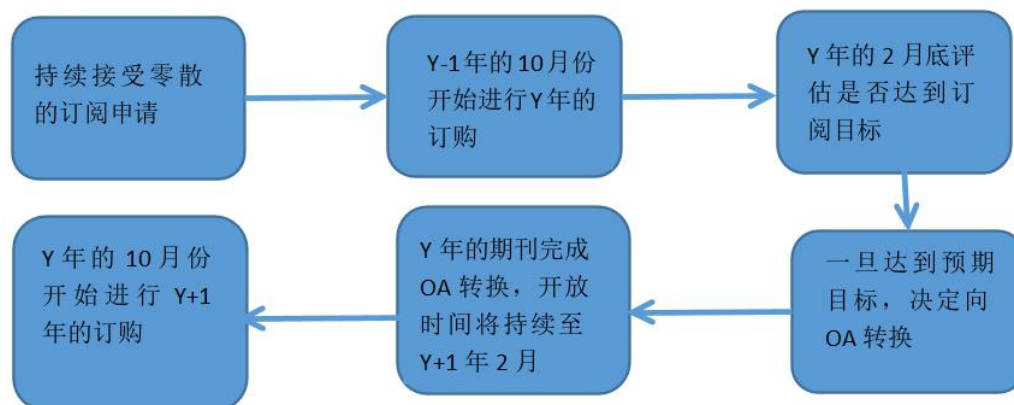 持续接受零散
的订阅申请
Y-1年的10月份
开始进行Y年的
订购
Y 年的 2 月底评
估是否达到订
阅目标
一旦达到预期
目标，决定向
OA 转换
Y 年的期刊完成
OA 转换，开放
时间将持续至
Y+1 年 2 月
Y 年的 10 月份
开始进行 Y+1
年的订购